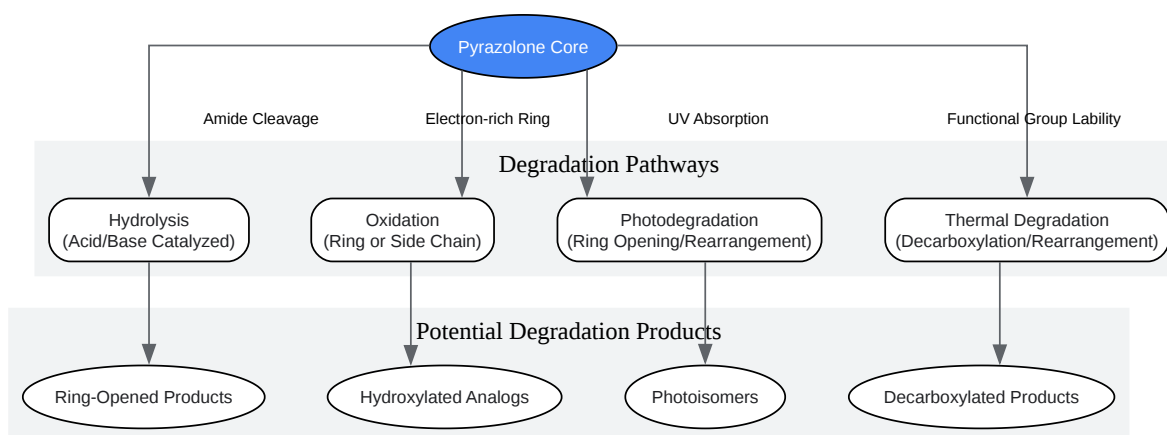 Pyrazolone Core
Amide Cleavage
Electron-rich Ring
UV Absorption
Functional Group Lability
Degradation Pathways
Hydrolysis
(Acid/Base Catalyzed)
Oxidation
(Ring or Side Chain)
Photodegradation
(Ring Opening/Rearrangement)
Thermal Degradation
(Decarboxylation/Rearrangement)
Potential Degradation Products
Ring-Opened Products
Hydroxylated Analogs
Photoisomers
Decarboxylated Products